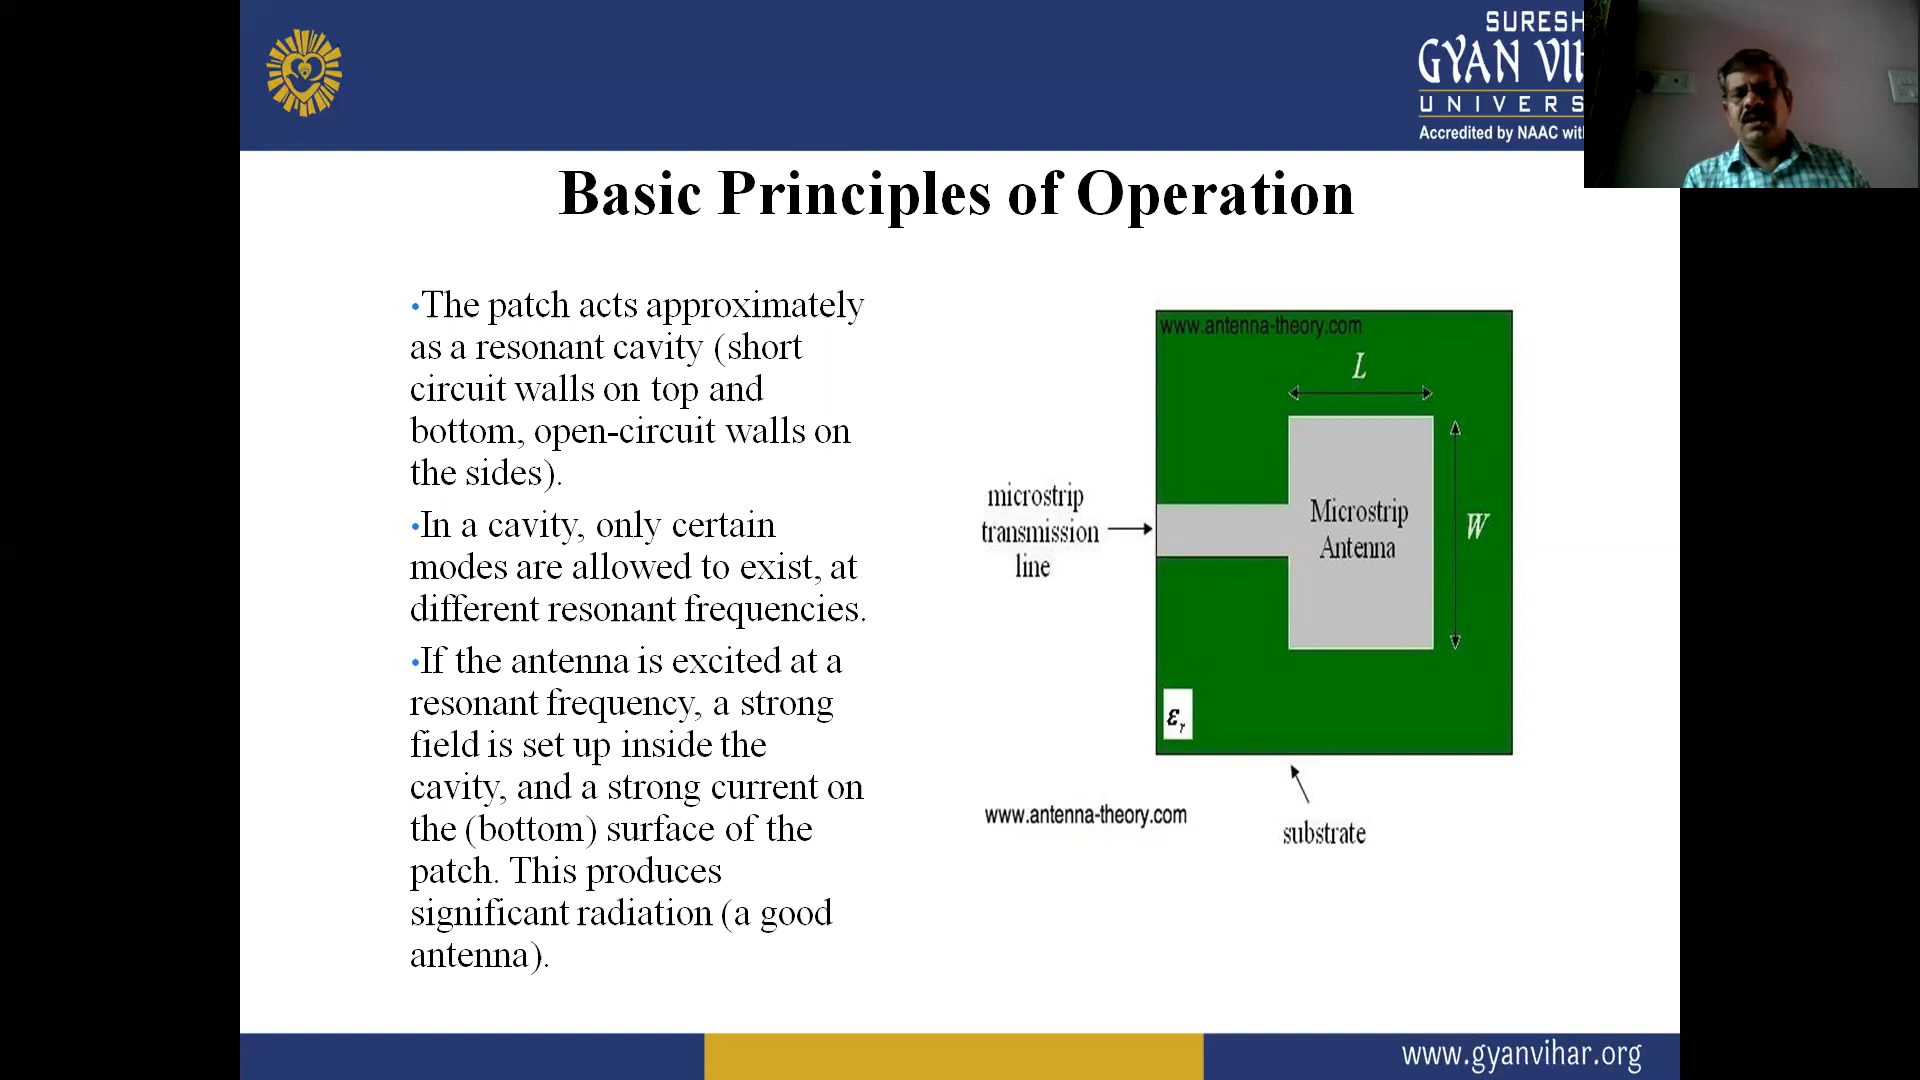 SURESH
GYAN VIH
UNIVERS
Accredited by NAAC wit
Basic Principles of Operation
•The patch acts approximately
as a resonant cavity (short
circuit walls on top and
bottom, open-circuit walls on
the sides).
•In a cavity, only certain
modes are allowed to exist, at
different resonant frequencies.
•If the antenna is excited at a
resonant frequency, a strong
field is set up inside the
cavity, and a strong current on
the (bottom) surface of the
patch. This produces
significant radiation (a good
antenna).
www.antenna-theory.com
L
microstrip
transmission
line
Microstrip
Antenna
W
εr
www.antenna-theory.com
substrate
www.gyanvihar.org